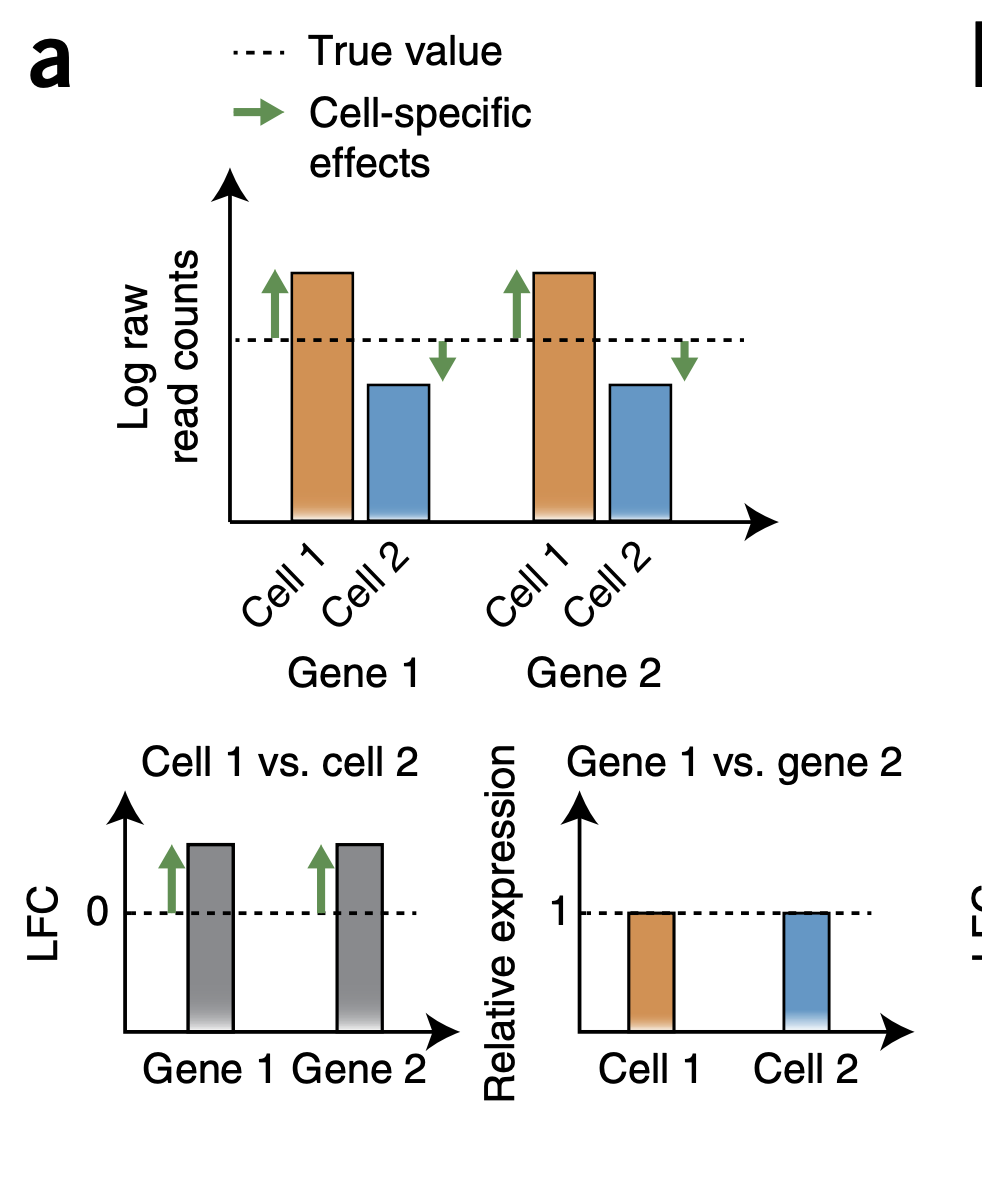 a
True value
Cell-specific
effects
Log raw
read counts
Cell 1
Cell 2
Cell 1
Cell 2
Gene 1
Gene 2
Cell 1 vs. cell 2
LFC
0
Gene 1
Gene 2
Gene 1 vs. gene 2
Relative expression
1
Cell 1
Cell 2